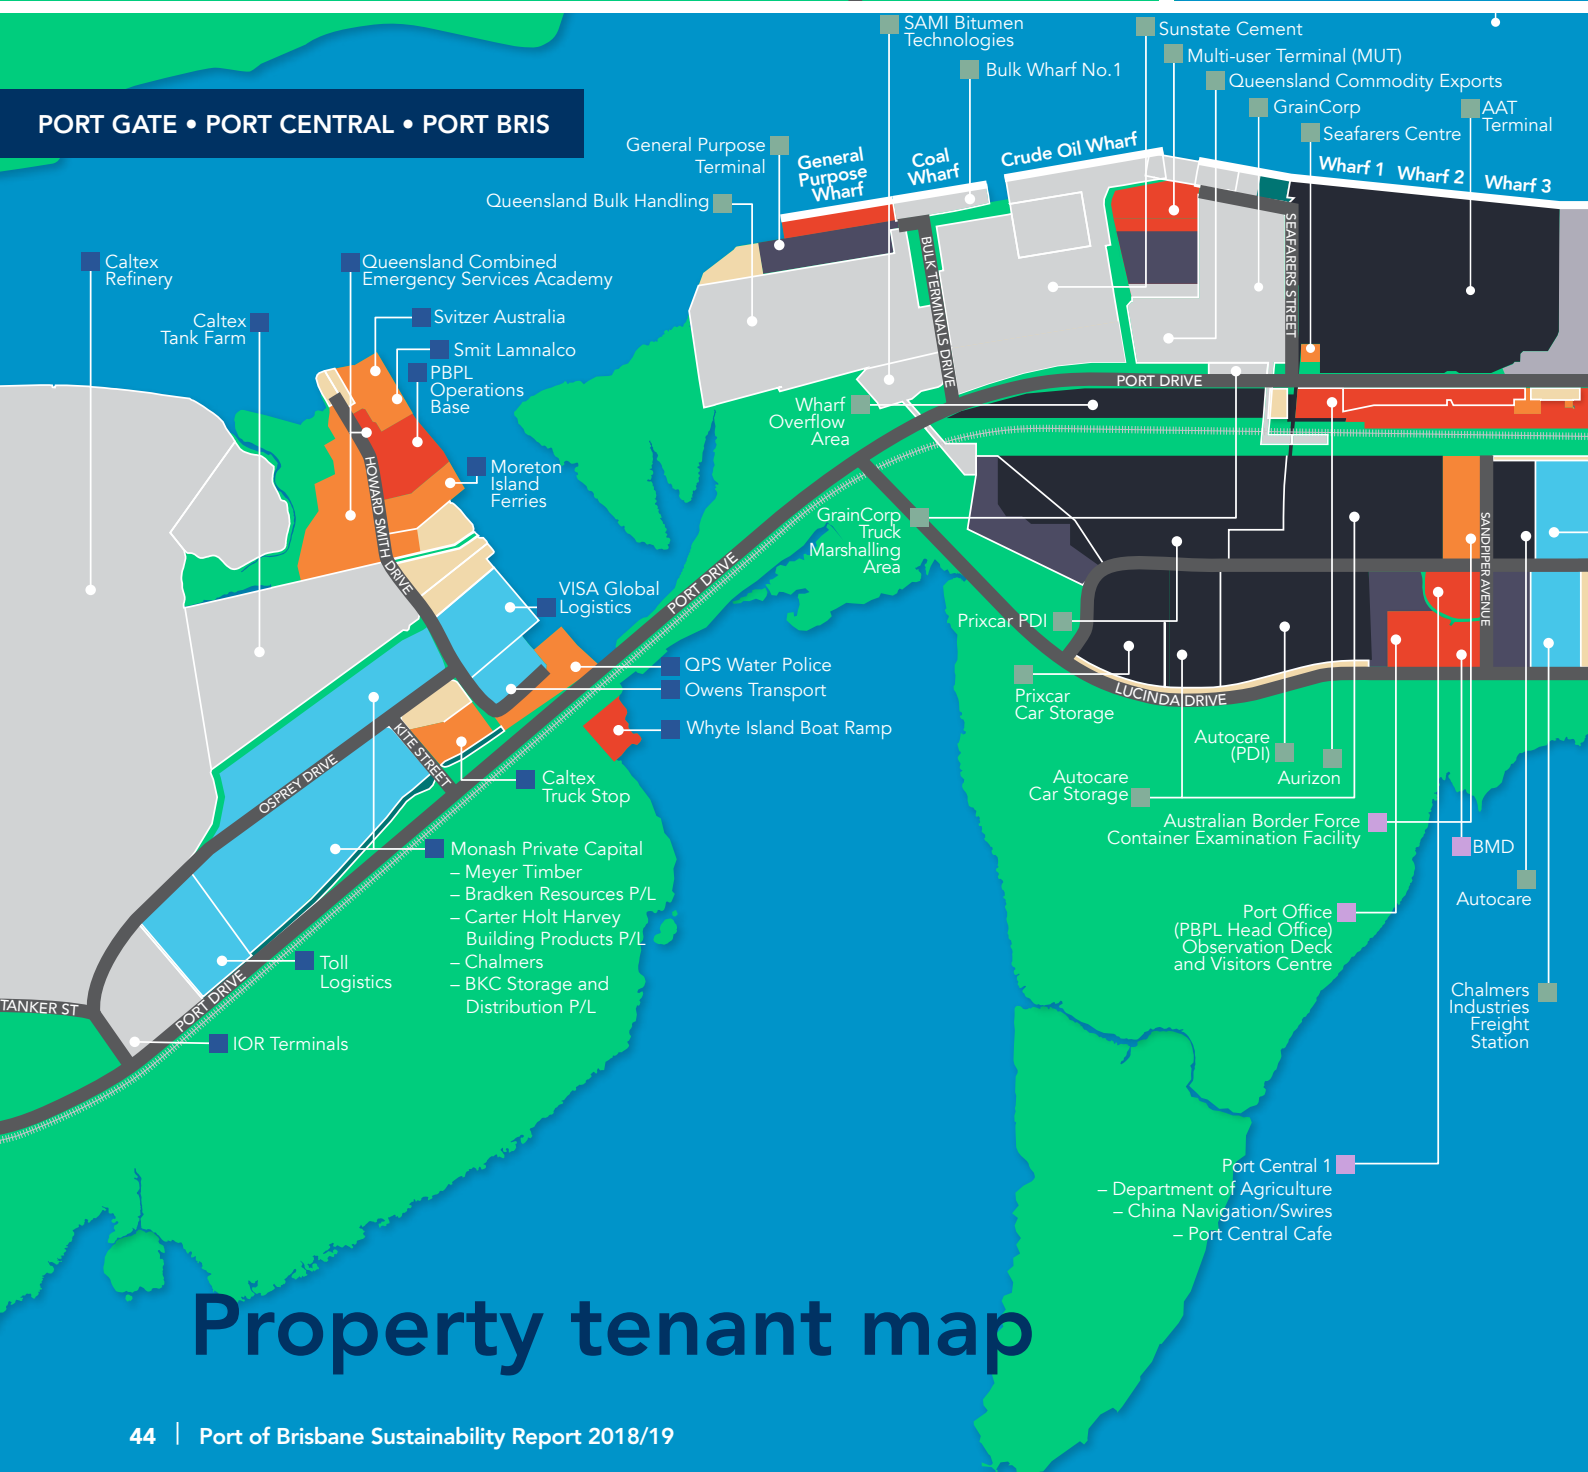 SAMI Bitumen
Technologies
Sunstate Cement
Multi-user Terminal (MUT)
Bulk Wharf No.1
Queensland Commodity Exports
GrainCorp
AAT
Terminal
Seafarers Centre
PORT GATE • PORT CENTRAL • PORT BRIS
General Purpose
Terminal
General
Purpose
Wharf
Coal
Wharf
Crude Oil Wharf
Wharf 1
Wharf 2
Wharf 3
Queensland Bulk Handling
Caltex
Refinery
Queensland Combined
Emergency Services Academy
Caltex
Tank Farm
Svitzer Australia
Smit Lamnalco
PBPL
Operations
Base
BULK TERMINALS DRIVE
SEAFARERS STREET
PORT DRIVE
Wharf
Overflow
Area
Moreton
Island
Ferries
HOWARD SMITH DRIVE
GrainCorp
Truck
Marshalling
Area
SANDPIPER AVENUE
VISA Global
Logistics
PORT DRIVE
Prixcar PDI
QPS Water Police
Owens Transport
Whyte Island Boat Ramp
Prixcar
Car Storage
LUCINDA DRIVE
KITE STREET
OSPREY DRIVE
Caltex
Truck Stop
Autocare
(PDI)
Aurizon
Autocare
Car Storage
Australian Border Force
Container Examination Facility
BMD
Autocare
Monash Private Capital
– Meyer Timber
– Bradken Resources P/L
– Carter Holt Harvey
Building Products P/L
– Chalmers
– BKC Storage and
Distribution P/L
Port Office
(PBPL Head Office)
Observation Deck
and Visitors Centre
Toll
Logistics
Chalmers
Industries
Freight
Station
TANKER ST
PORT DRIVE
IOR Terminals
Port Central 1
– Department of Agriculture
– China Navigation/Swires
– Port Central Cafe
Property tenant map
44 | Port of Brisbane Sustainability Report 2018/19